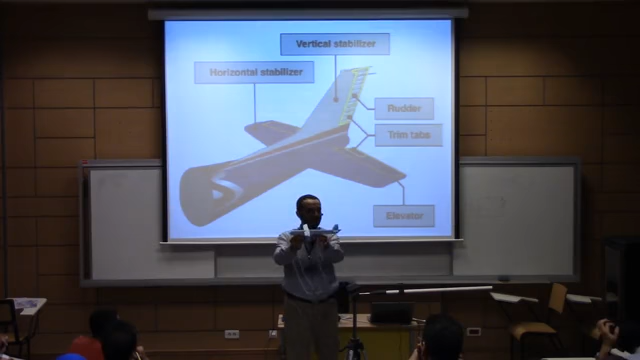 Vertical stabilizer
Horizontal stabilizer
Rudder
Trim tabs
Elevator